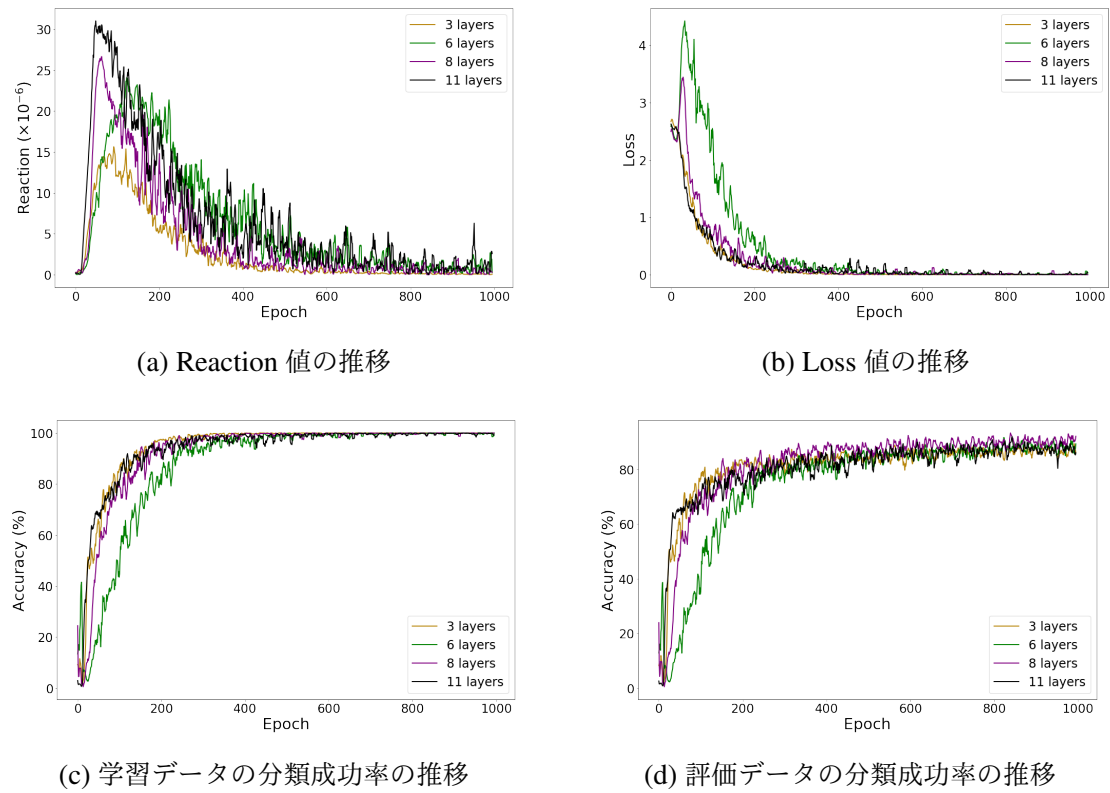 30
25
20
15
10
5
0
Reaction (×10⁻⁶)
0 200 400 600 800 1000
Epoch
3 layers
6 layers
8 layers
11 layers
(a) Reaction 値の推移
4
3
2
1
0
Loss
0 200 400 600 800 1000
Epoch
3 layers
6 layers
8 layers
11 layers
(b) Loss 値の推移
100
80
60
40
20
0
Accuracy (%)
0 200 400 600 800 1000
Epoch
3 layers
6 layers
8 layers
11 layers
(c) 学習データの分類成功率の推移
80
60
40
20
0
Accuracy (%)
0 200 400 600 800 1000
Epoch
3 layers
6 layers
8 layers
11 layers
(d) 評価データの分類成功率の推移